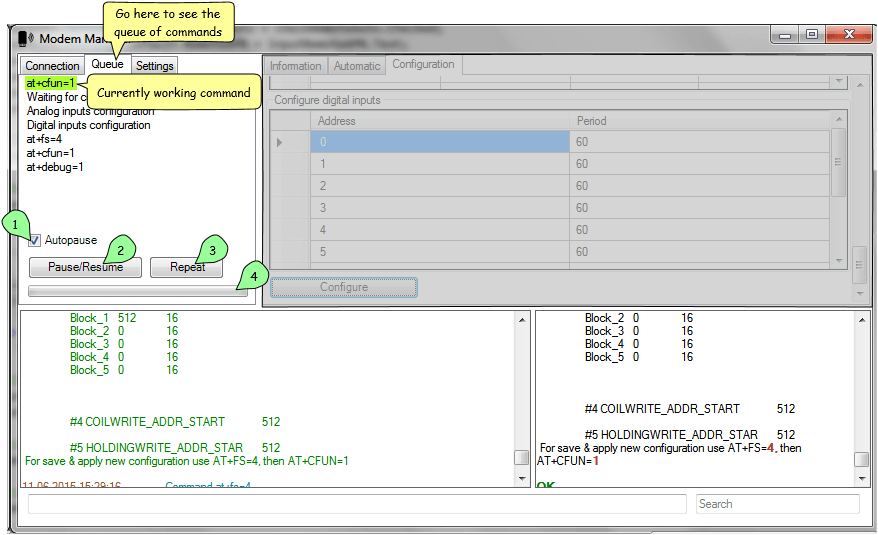 Go here to see the
queue of commands
Modem Ma
Connection Queue Settings
at+cfun=1
Currently working command
Waiting for c
Analog inputs configuration
Digital inputs configuration
at+fs=4
at+cfun=1
at+debug=1
1
Autopause
2
3
Pause/Resume Repeat
4
Information Automatic Configuration
Configure digital inputs
Address Period
0 60
1 60
2 60
3 60
4 60
5 60
Configure
Block_1 512 16
Block_2 0 16
Block_3 0 16
Block_4 0 16
Block_5 0 16
#4 COILWRITE_ADDR_START 512
#5 HOLDINGWRITE_ADDR_STAR 512
For save & apply new configuration use AT+FS=4, then AT+CFUN=1
11.06.2015 15:29:16 Command at+fs=4
Block_2 0 16
Block_3 0 16
Block_4 0 16
Block_5 0 16
#4 COILWRITE_ADDR_START 512
#5 HOLDINGWRITE_ADDR_STAR 512
For save & apply new configuration use AT+FS=4, then
AT+CFUN=1
OK
Search